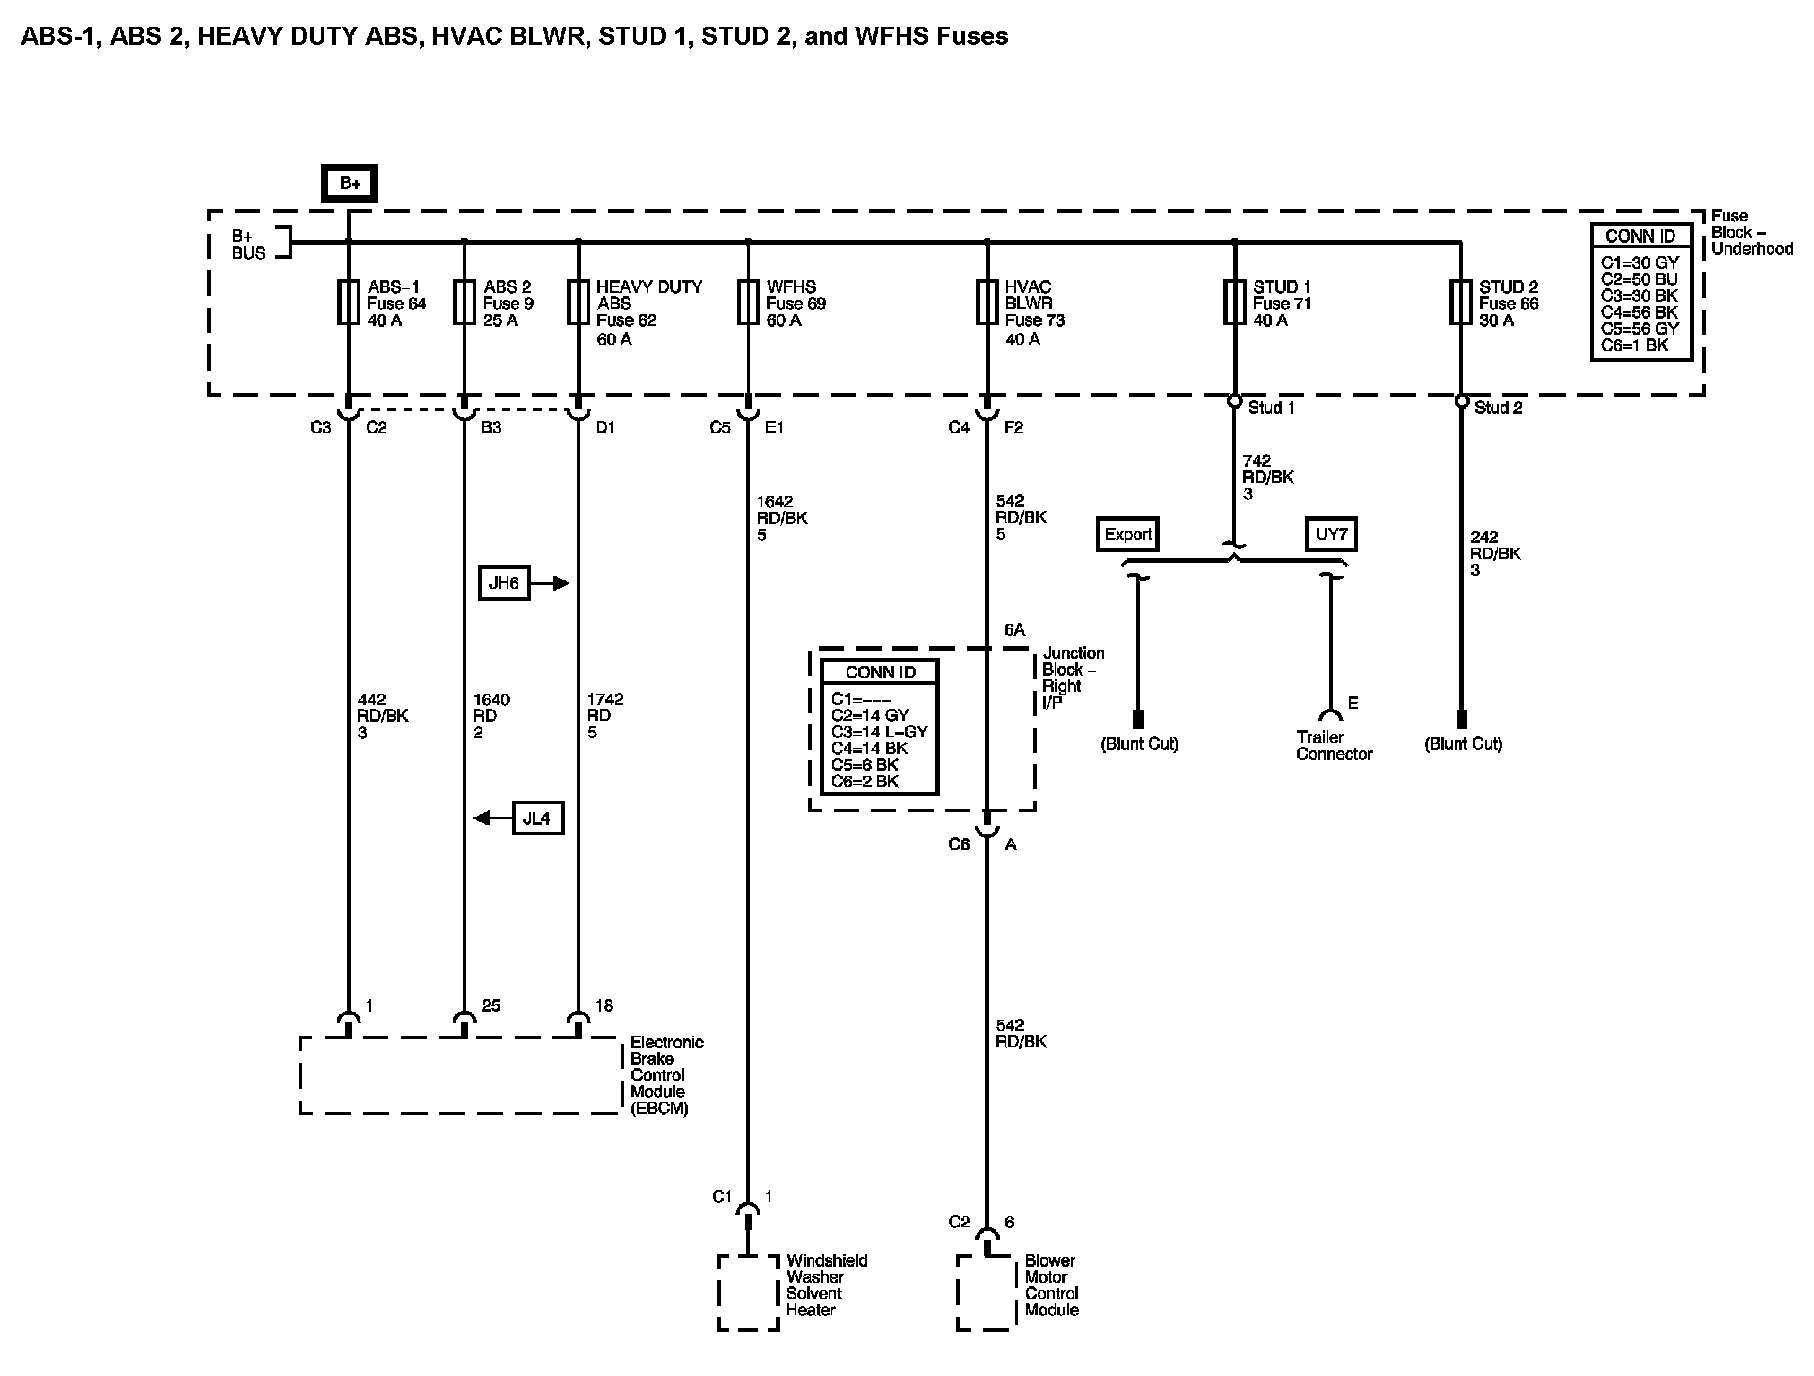 ABS-1, ABS 2, HEAVY DUTY ABS, HVAC BLWR, STUD 1, STUD 2, and WFHS Fuses
B+
B+
BUS
ABS-1
Fuse 64
40 A
ABS 2
Fuse 9
25 A
HEAVY DUTY
ABS
Fuse 62
60 A
WFHS
Fuse 69
60 A
HVAC
BLWR
Fuse 73
40 A
STUD 1
Fuse 71
40 A
STUD 2
Fuse 66
30 A
CONN ID
C1=30 GY
C2=50 BU
C3=30 BK
C4=56 BK
C5=56 GY
C6=1 BK
Fuse
Block –
Underhood
C3
C2
B3
D1
C5
E1
C4
F2
Stud 1
Stud 2
742
RD/BK
3
1642
RD/BK
5
542
RD/BK
5
Export
UY7
242
RD/BK
3
JH6
6A
Junction
Block –
Right
I/P
CONN ID
C1=---
C2=14 GY
C3=14 L-GY
C4=14 BK
C5=6 BK
C6=2 BK
442
RD/BK
3
1640
RD
2
1742
RD
5
(Blunt Cut)
E
Trailer
Connector
(Blunt Cut)
JL4
C6
A
1
25
18
542
RD/BK
Electronic
Brake
Control
Module
(EBCM)
C1
1
C2
6
Windshield
Washer
Solvent
Heater
Blower
Motor
Control
Module